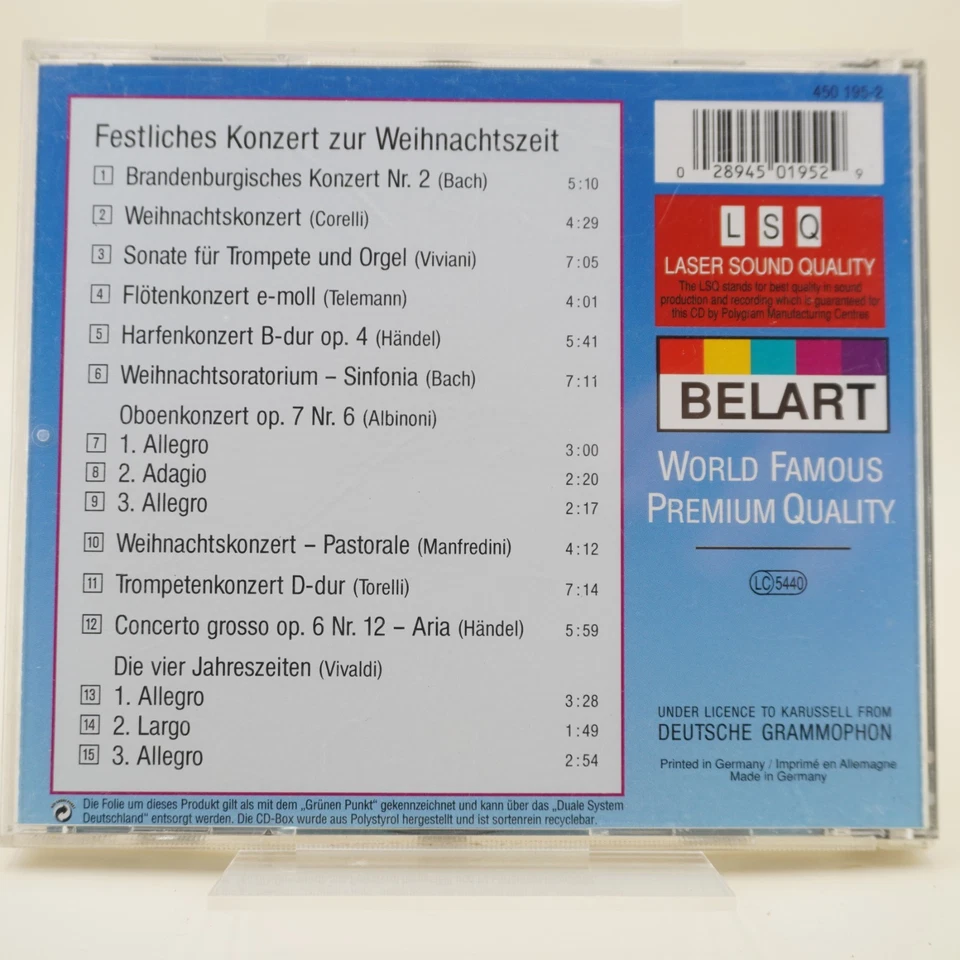 450 195-2
Festliches Konzert zur Weihnachtszeit
1 Brandenburgisches Konzert Nr. 2 (Bach) 5:10
2 Weihnachtskonzert (Corelli) 4:29
3 Sonate für Trompete und Orgel (Viviani) 7:05
4 Flötenkonzert e-moll (Telemann) 4:01
5 Harfenkonzert B-dur op. 4 (Händel) 5:41
6 Weihnachtsoratorium – Sinfonia (Bach) 7:11
Oboenkonzert op. 7 Nr. 6 (Albinoni)
7 1. Allegro 3:00
8 2. Adagio 2:20
9 3. Allegro 2:17
10 Weihnachtskonzert – Pastorale (Manfredini) 4:12
11 Trompetenkonzert D-dur (Torelli) 7:14
12 Concerto grosso op. 6 Nr. 12 – Aria (Händel) 5:59
Die vier Jahreszeiten (Vivaldi)
13 1. Allegro 3:28
14 2. Largo 1:49
15 3. Allegro 2:54
Die Folie um dieses Produkt gilt als mit dem „Grünen Punkt" gekennzeichnet und kann über das „Duale System
Deutschland" entsorgt werden. Die CD-Box wurde aus Polystyrol hergestellt und ist sortenrein recyclebar.
0 28945 01952 9
LSQ
LASER SOUND QUALITY
The LSQ stands for best quality in sound
production and recording which is guaranteed for
this CD by Polygram Manufacturing Centres
BELART
WORLD FAMOUS
PREMIUM QUALITY
LC 5440
UNDER LICENCE TO KARUSSELL FROM
DEUTSCHE GRAMMOPHON
Printed in Germany / Imprimé en Allemagne
Made in Germany